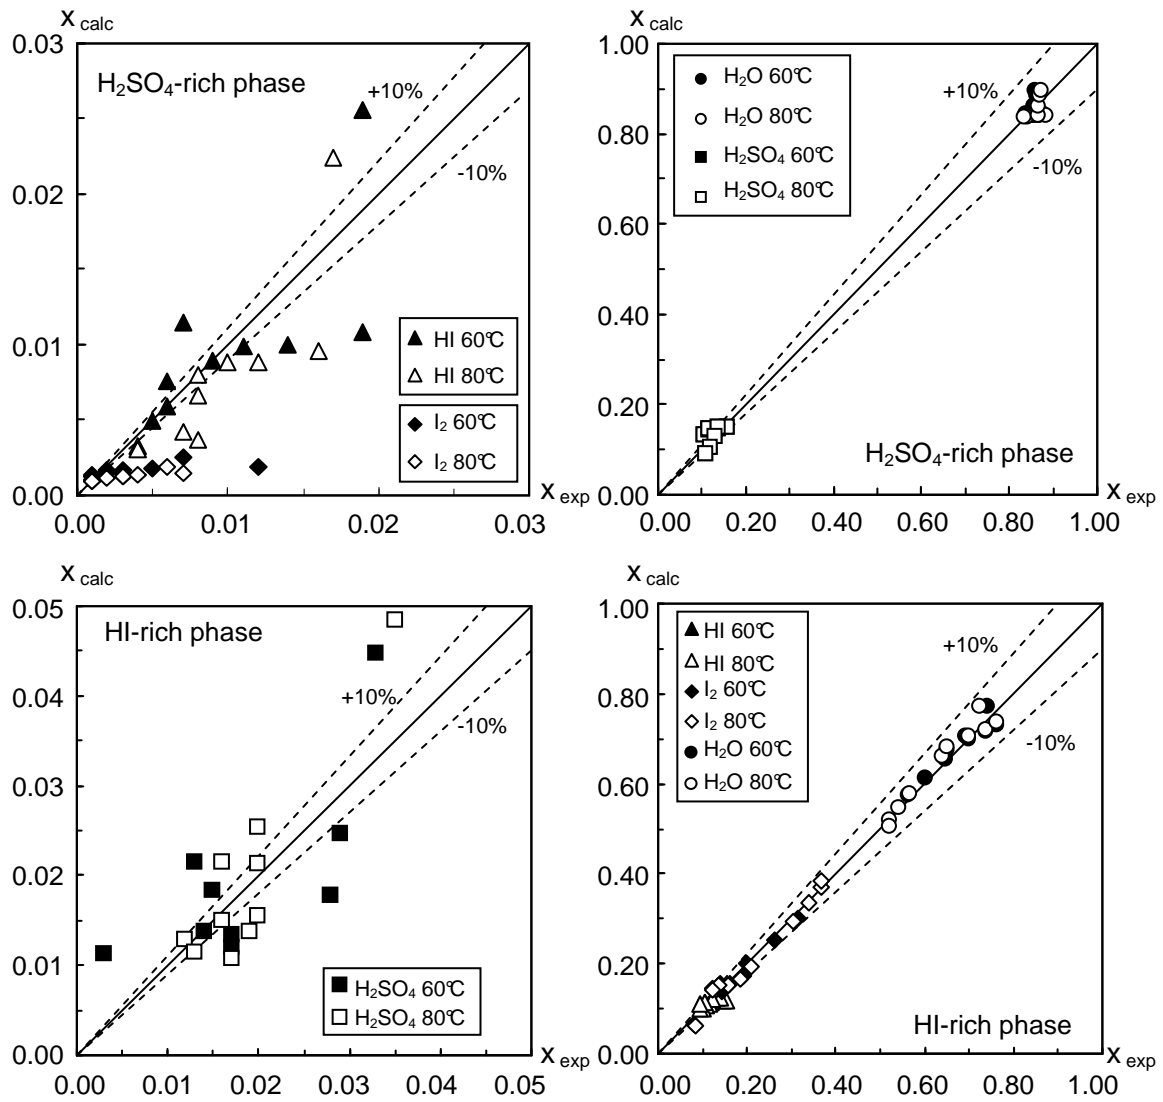 x calc
0.03
H₂SO₄-rich phase
+10%
-10%
0.02
0.01
HI 60°C
HI 80°C
I₂ 60°C
I₂ 80°C
0.00
x exp
0.00 0.01 0.02 0.03
x calc
1.00
H₂O 60°C
H₂O 80°C
H₂SO₄ 60°C
H₂SO₄ 80°C
+10%
-10%
0.80
0.60
0.40
0.20
H₂SO₄-rich phase
0.00
x exp
0.00 0.20 0.40 0.60 0.80 1.00
x calc
0.05
HI-rich phase
+10%
-10%
0.04
0.03
0.02
0.01
H₂SO₄ 60°C
H₂SO₄ 80°C
0.00
x exp
0.00 0.01 0.02 0.03 0.04 0.05
x calc
1.00
HI 60°C
HI 80°C
I₂ 60°C
I₂ 80°C
H₂O 60°C
H₂O 80°C
+10%
-10%
0.80
0.60
0.40
0.20
HI-rich phase
0.00
x exp
0.00 0.20 0.40 0.60 0.80 1.00